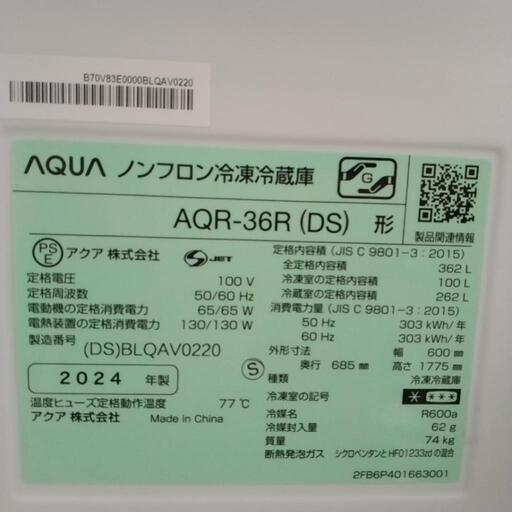 B70V83E0000BLQAV0220
AQUA ノンフロン冷凍冷蔵庫
G
AQR-36R (DS) 形
製品関連情報
PS
E
アクア 株式会社
S JET
定格電圧 100 V
定格周波数 50/60 Hz
電動機の定格消費電力 65/65 W
電熱装置の定格消費電力 130/130 W
製造番号
(DS)BLQAV0220
2024 年製
S
温度ヒューズ定格動作温度 77℃
アクア 株式会社 Made in China
定格内容積 (JIS C 9801-3 : 2015)
全定格内容積 362 L
冷凍室の定格内容積 100 L
冷蔵室の定格内容積 262 L
消費電力量 (JIS C 9801-3 : 2015)
50 Hz 303 kWh/年
60 Hz 303 kWh/年
外形寸法 幅 600 mm
奥行 685 mm 高さ 1775 mm
種類 冷凍冷蔵庫
冷凍室の記号
冷媒名 R600a
冷媒封入量 62 g
質量 74 kg
断熱発泡ガス シクロペンタンとHFO1233zdの混合
2FB6P401663001